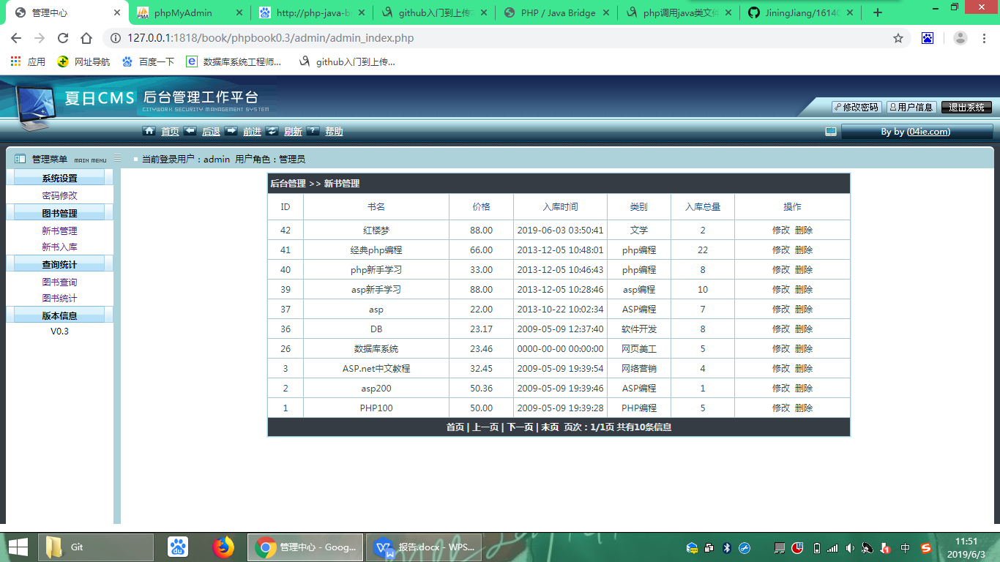 管理中心
phpMyAdmin
http://php-java-b
github入门到上传
PHP / Java Bridge
php调用java类文件
JiningJiang/1614
127.0.0.1:1818/book/phpbook0.3/admin/admin_index.php
应用 网址导航 百度一下 数据库系统工程师... github入门到上传...
夏日CMS 后台管理工作平台
CITYWORK SECURITY MANAGEMENT SYSTEM
修改密码 用户信息 退出系统
首页 后退 前进 刷新 帮助
By by (04ie.com)
管理菜单 MAIN MENU
当前登录用户：admin 用户角色：管理员
系统设置
密码修改
图书管理
新书管理
新书入库
查询统计
图书查询
图书统计
版本信息
V0.3
后台管理 >> 新书管理
ID 书名 价格 入库时间 类别 入库总量 操作
42 红楼梦 88.00 2019-06-03 03:50:41 文学 2 修改 删除
41 经典php编程 66.00 2013-12-05 10:48:01 php编程 22 修改 删除
40 php新手学习 33.00 2013-12-05 10:46:43 php编程 8 修改 删除
39 asp新手学习 88.00 2013-12-05 10:28:46 asp编程 10 修改 删除
37 asp 22.00 2013-10-22 10:02:34 ASP编程 7 修改 删除
36 DB 23.17 2009-05-09 12:37:40 软件开发 8 修改 删除
26 数据库系统 23.46 0000-00-00 00:00:00 网页美工 5 修改 删除
3 ASP.net中文教程 32.45 2009-05-09 19:39:54 网络营销 4 修改 删除
2 asp200 50.36 2009-05-09 19:39:46 ASP编程 1 修改 删除
1 PHP100 50.00 2009-05-09 19:39:28 PHP编程 5 修改 删除
首页 | 上一页 | 下一页 | 末页 页次：1/1页 共有10条信息
Git
管理中心 - Goog...
报告.docx - WPS...
中
11:51
2019/6/3